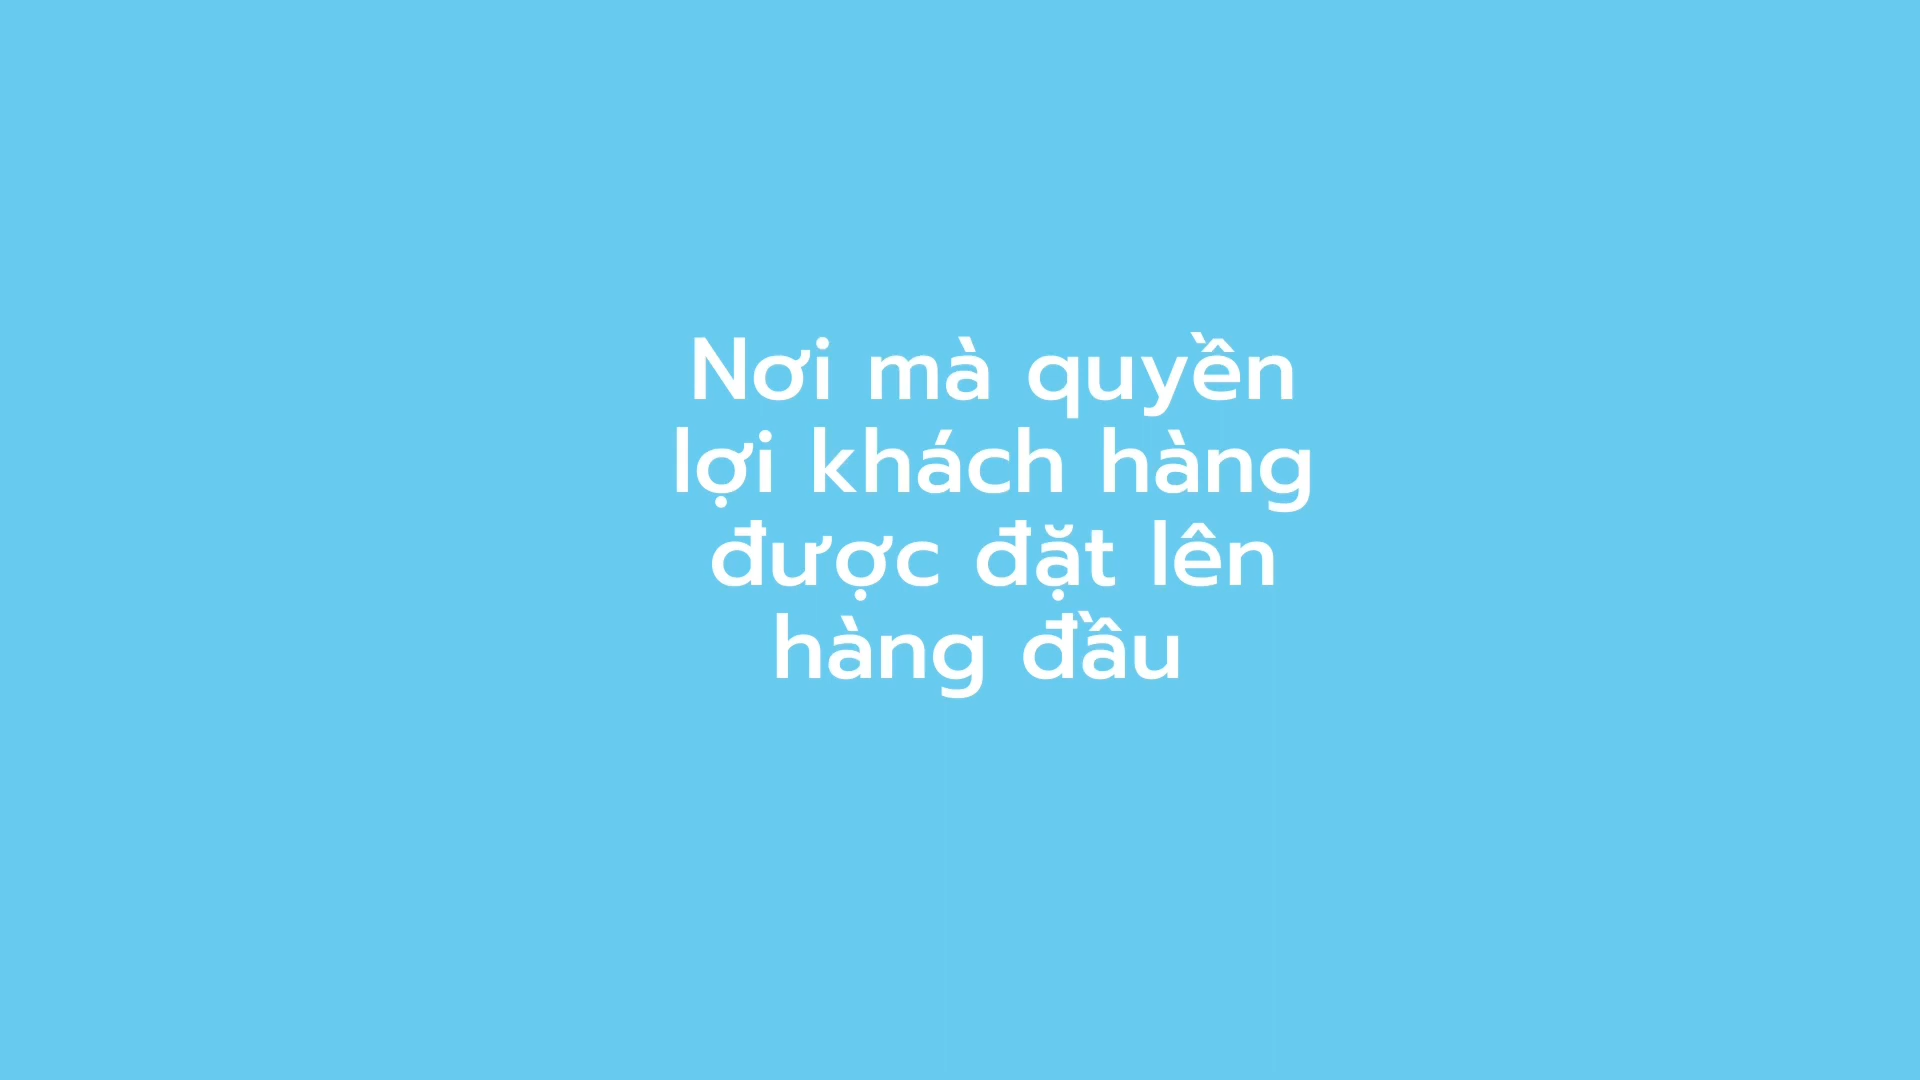 Nơi mà quyền
lợi khách hàng
được đặt lên
hàng đầu